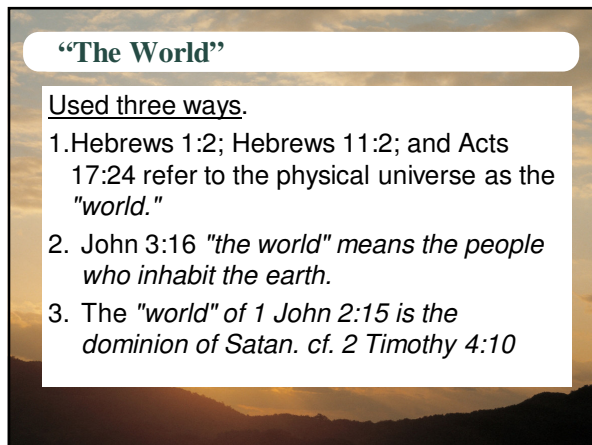 “The World”
Used three ways.
1.Hebrews 1:2; Hebrews 11:2; and Acts
17:24 refer to the physical universe as the
"world."
2. John 3:16 "the world" means the people
who inhabit the earth.
3. The "world" of 1 John 2:15 is the
dominion of Satan. cf. 2 Timothy 4:10